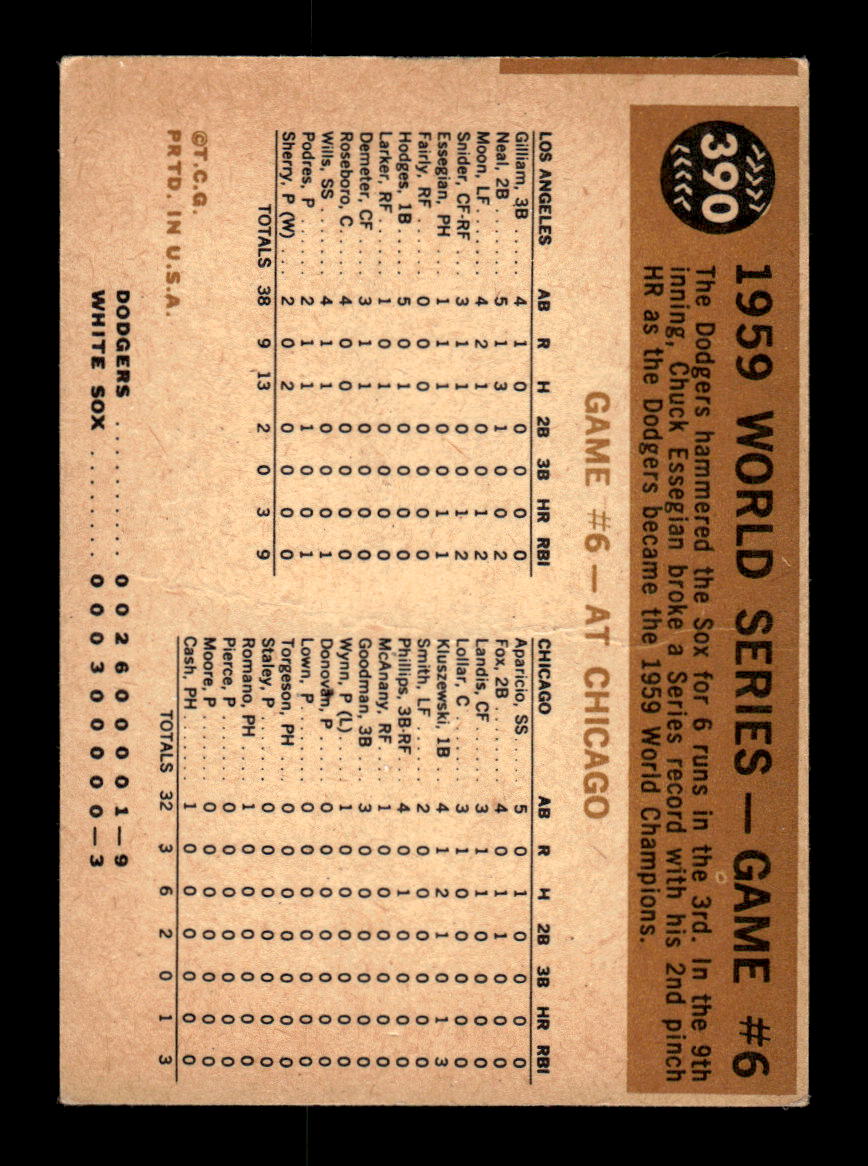 390
1959 WORLD SERIES — GAME #6
The Dodgers hammered the Sox for 6 runs in the 3rd. In the 9th
inning, Chuck Essegian broke a Series record with his 2nd pinch
HR as the Dodgers became the 1959 World Champions.
GAME #6 — AT CHICAGO
LOS ANGELES AB R H 2B 3B HR RBI
Gilliam, 3B ..... 4 1 0 0 0 0 0
Neal, 2B ....... 5 1 3 1 0 0 2
Moon, LF ...... 4 2 1 0 0 1 2
Snider, CF-RF ... 3 1 1 0 0 1 2
Essegian, PH .... 1 1 1 0 0 1 1
Fairly, RF ...... 0 0 0 0 0 0 0
Hodges, 1B ..... 5 0 1 0 0 0 0
Larker, RF ...... 1 0 1 0 0 0 0
Demeter, CF .... 3 1 1 0 0 0 0
Roseboro, C .... 4 0 0 0 0 0 0
Wills, SS ....... 4 1 1 0 0 0 1
Podres, P ...... 2 1 1 1 0 0 1
Sherry, P (W) .... 2 0 2 0 0 0 0
TOTALS 38 9 13 2 0 3 9
CHICAGO AB R H 2B 3B HR RBI
Aparicio, SS ..... 5 0 1 0 0 0 0
Fox, 2B ........ 4 0 1 1 0 0 0
Landis, CF ...... 3 1 1 0 0 0 0
Lollar, C ....... 3 1 0 0 0 0 0
Kluszewski, 1B ... 4 1 2 1 0 1 3
Smith, LF ....... 2 0 0 0 0 0 0
Phillips, 3B-RF .... 4 0 1 0 0 0 0
McAnany, RF .... 1 0 0 0 0 0 0
Goodman, 3B .... 3 0 0 0 0 0 0
Wynn, P (L) ..... 1 0 0 0 0 0 0
Donovan, P ..... 0 0 0 0 0 0 0
Lown, P ........ 0 0 0 0 0 0 0
Torgeson, PH .... 0 0 0 0 0 0 0
Staley, P ....... 0 0 0 0 0 0 0
Romano, PH ..... 1 0 0 0 0 0 0
Pierce, P ....... 0 0 0 0 0 0 0
Moore, P ....... 0 0 0 0 0 0 0
Cash, PH ....... 1 0 0 0 0 0 0
TOTALS 32 3 6 2 0 1 3
©T.C.G.
PRTD. IN U.S.A.
DODGERS ........ 0 0 2 6 0 0 0 0 1 — 9
WHITE SOX ...... 0 0 0 3 0 0 0 0 0 — 3